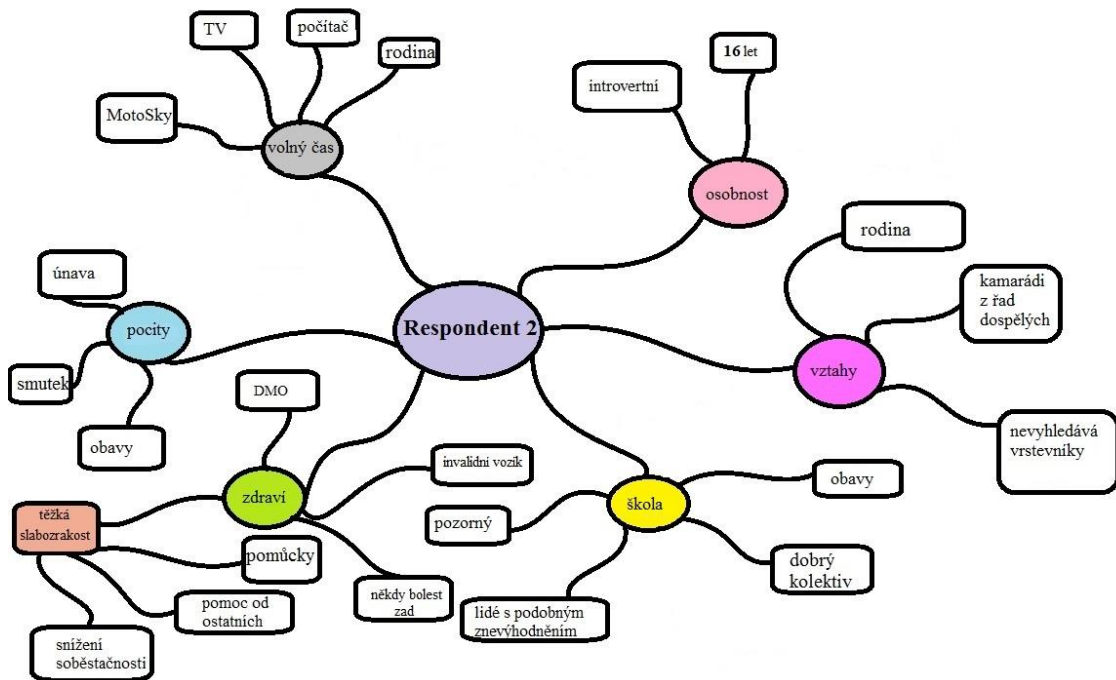 TV
počítač
rodina
MotoSky
volný čas
16 let
introvertní
osobnost
rodina
kamarádi
z řad
dospělých
vztahy
nevyhledává
vrstevníky
Respondent 2
únava
pocity
smutek
obavy
DMO
invalidni vozík
zdraví
těžká
slabozrakost
pomůcky
pomoc od
ostatních
snížení
soběstačnosti
někdy bolest
zad
škola
obavy
pozorný
dobrý
kolektiv
lidé s podobným
znevýhodněním